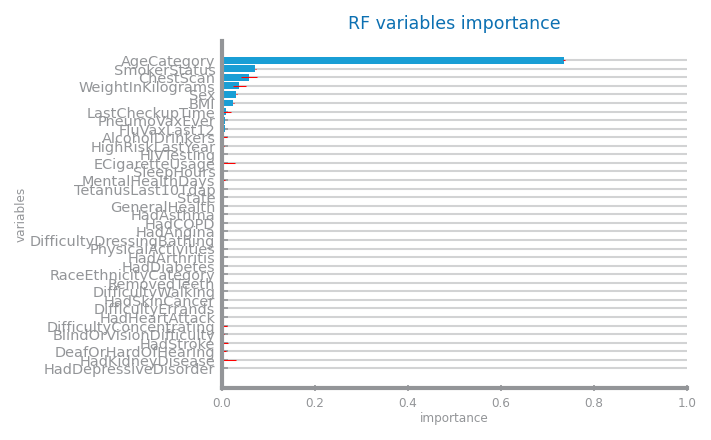 RF variables importance
AgeCategory
SmokerStatus
ChestScan
WeightInKilograms
Sex
BMI
LastCheckupTime
PneumoVaxEver
FluVaxLast12
AlcoholDrinkers
HighRiskLastYear
HIVTesting
ECigaretteUsage
SleepHours
MentalHealthDays
TetanusLast10Tdap
State
GeneralHealth
HadAsthma
HadCOPD
HadAngina
DifficultyDressingBathing
PhysicalActivities
HadArthritis
HadDiabetes
RaceEthnicityCategory
RemovedTeeth
DifficultyWalking
HadSkinCancer
DifficultyErrands
HadHeartAttack
DifficultyConcentrating
BlindOrVisionDifficulty
HadStroke
DeafOrHardOfHearing
HadKidneyDisease
HadDepressiveDisorder
variables
0.0 0.2 0.4 0.6 0.8 1.0
importance